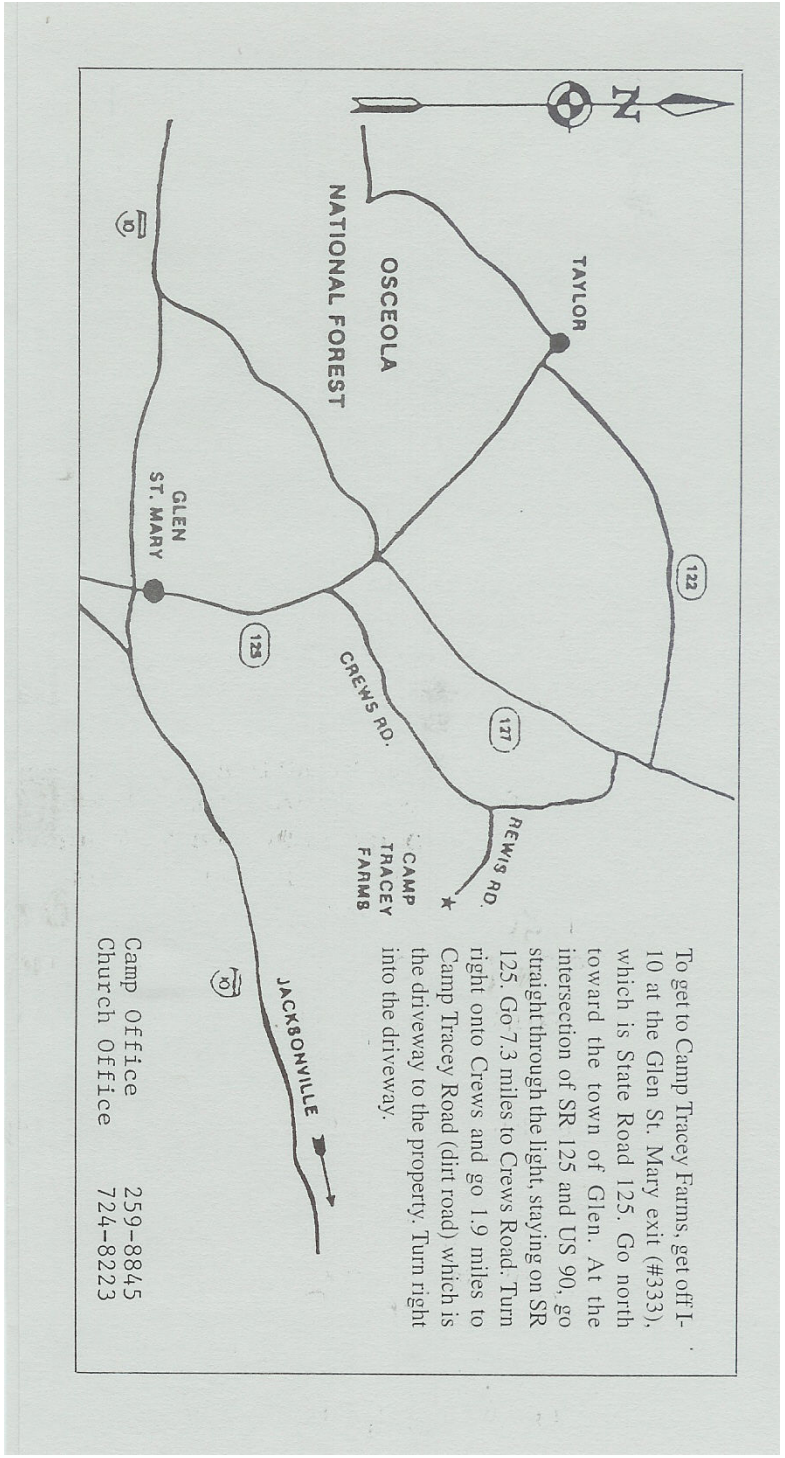 N
TAYLOR
OSCEOLA
NATIONAL FOREST
10
GLEN
ST. MARY
122
125
127
CREWS RD.
REWIS RD.
CAMP
TRACEY
FARMS
10
JACKSONVILLE
To get to Camp Tracey Farms, get off I-
10 at the Glen St. Mary exit (#333),
which is State Road 125. Go north
toward the town of Glen. At the
intersection of SR 125 and US 90, go
straight through the light, staying on SR
125. Go 7.3 miles to Crews Road. Turn
right onto Crews and go 1.9 miles to
Camp Tracey Road (dirt road) which is
the driveway to the property. Turn right
into the driveway.
Camp Office 259-8845
Church Office 724-8223